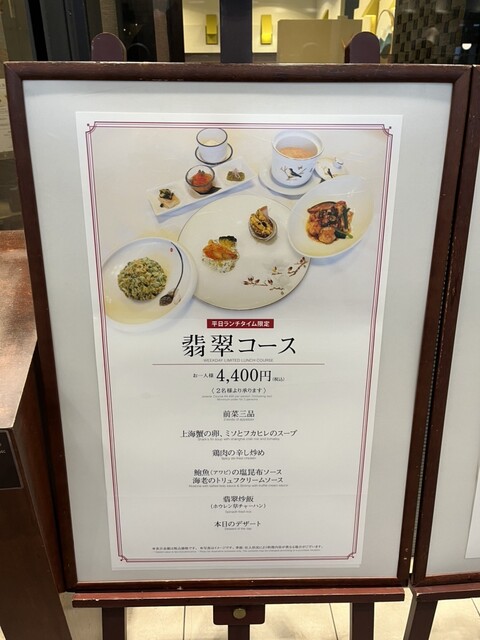 平日ランチタイム限定
翡翠コース
WEEKDAY LIMITED LUNCH COURSE
お一人様 4,400円(税込)
(2名様より承ります)
前菜三品
上海蟹の卵、ミソとフカヒレのスープ
鶏肉の辛し炒め
鮑魚(アワビ)の塩昆布ソース
海老のトリュフクリームソース
翡翠炒飯
(ホウレン草チャーハン)
本日のデザート